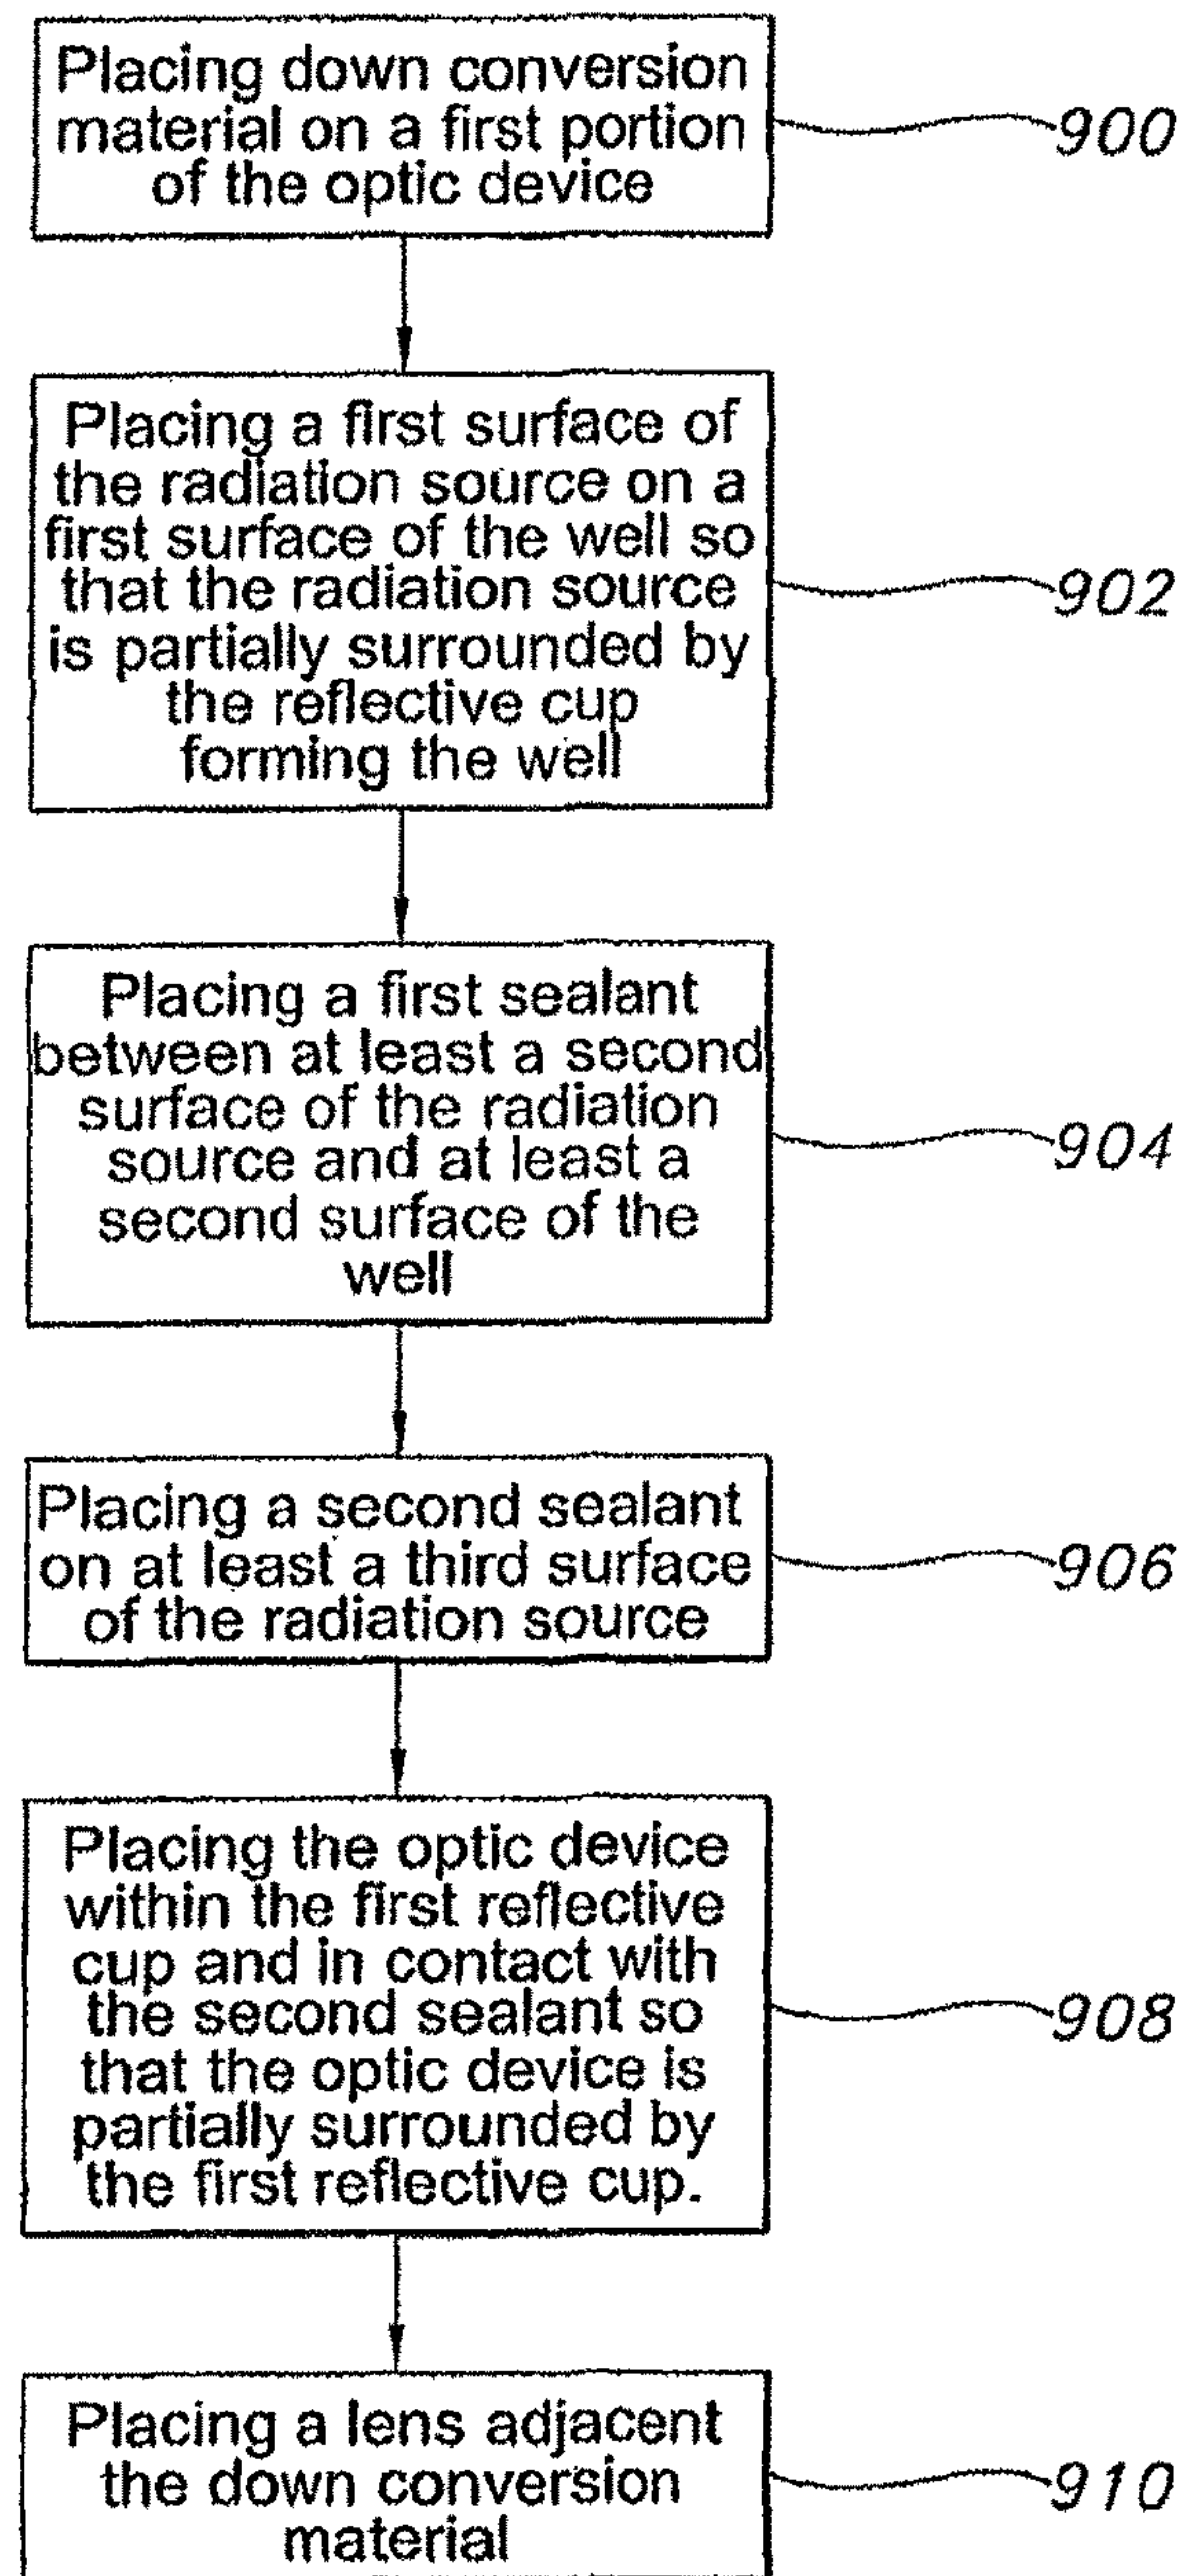 Placing down conversion
material on a first portion
of the optic device
900
Placing a first surface of
the radiation source on a
first surface of the well so
that the radiation source
is partially surrounded by
the reflective cup
forming the well
902
Placing a first sealant
between at least a second
surface of the radiation
source and at least a
second surface of the
well
904
Placing a second sealant
on at least a third surface
of the radiation source
906
Placing the optic device
within the first reflective
cup and in contact with
the second sealant so
that the optic device is
partially surrounded by
the first reflective cup.
908
Placing a lens adjacent
the down conversion
material
910